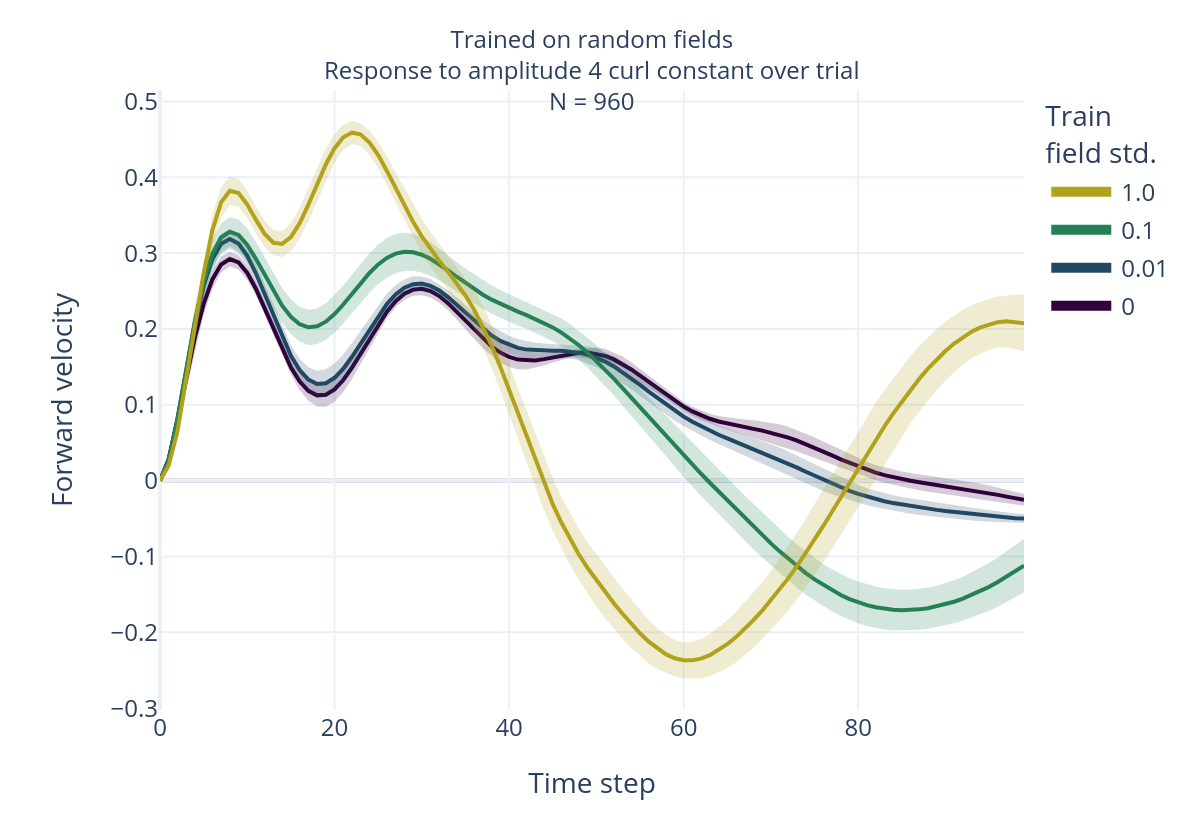 Trained on random fields
Response to amplitude 4 curl constant over trial
N = 960
Forward velocity
0.5
0.4
0.3
0.2
0.1
0
−0.1
−0.2
−0.3
0 20 40 60 80
Time step
Train
field std.
1.0
0.1
0.01
0